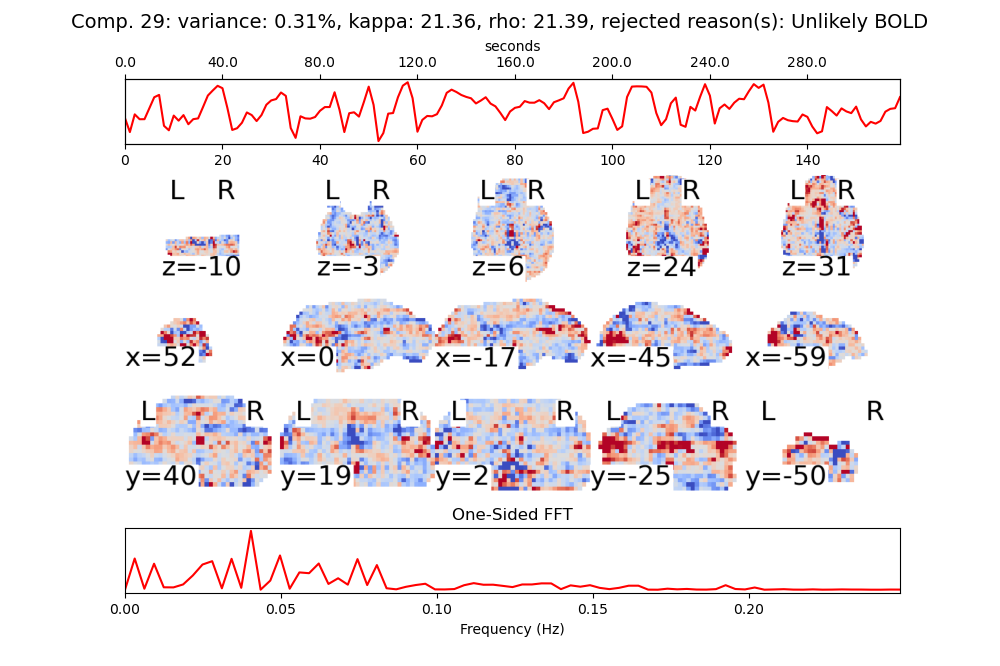 Comp. 29: variance: 0.31%, kappa: 21.36, rho: 21.39, rejected reason(s): Unlikely BOLD
seconds
0.0 40.0 80.0 120.0 160.0 200.0 240.0 280.0
0 20 40 60 80 100 120 140
L R L R L R L R L R
z=-10 z=-3 z=6 z=24 z=31
x=52 x=0 x=-17 x=-45 x=-59
L R L R L R L R L R
y=40 y=19 y=2 y=-25 y=-50
One-Sided FFT
0.00 0.05 0.10 0.15 0.20
Frequency (Hz)